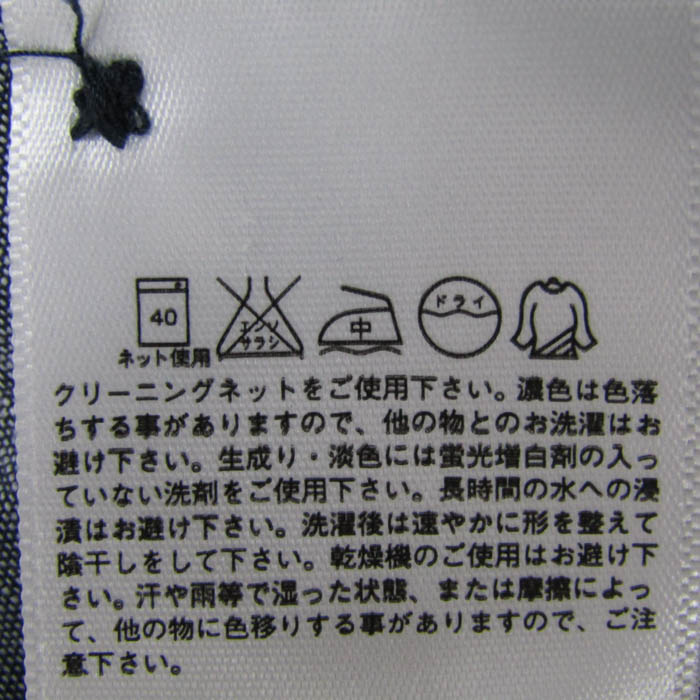 40
エンソ
サラシ
中
ドライ
ネット使用
クリーニングネットをご使用下さい。濃色は色落
ちする事がありますので、他の物とのお洗濯はお
避け下さい。生成り・淡色には蛍光増白剤の入っ
ていない洗剤をご使用下さい。長時間の水への浸
漬はお避け下さい。洗濯後は速やかに形を整えて
陰干しをして下さい。乾燥機のご使用はお避け下
さい。汗や雨等で湿った状態、または摩擦によっ
て、他の物に色移りする事がありますので、ご注
意下さい。